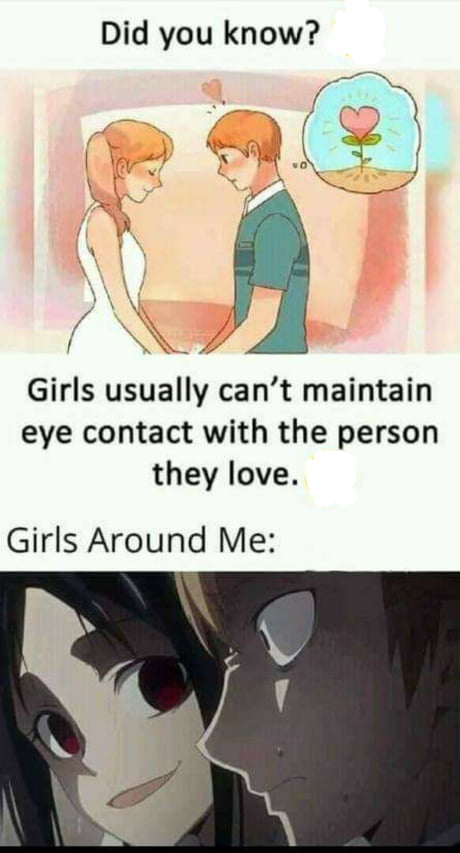 Did you know?
Girls usually can't maintain
eye contact with the person
they love.
Girls Around Me: